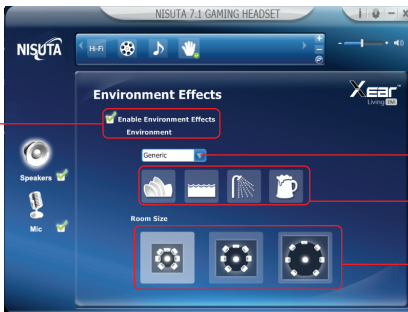 NISUTA 7.1 GAMING HEADSET
NISUTA
Hi-Fi
Environment Effects
Xear
Living
Enable Environment Effects
Environment
Generic
Speakers
Mic
Room Size